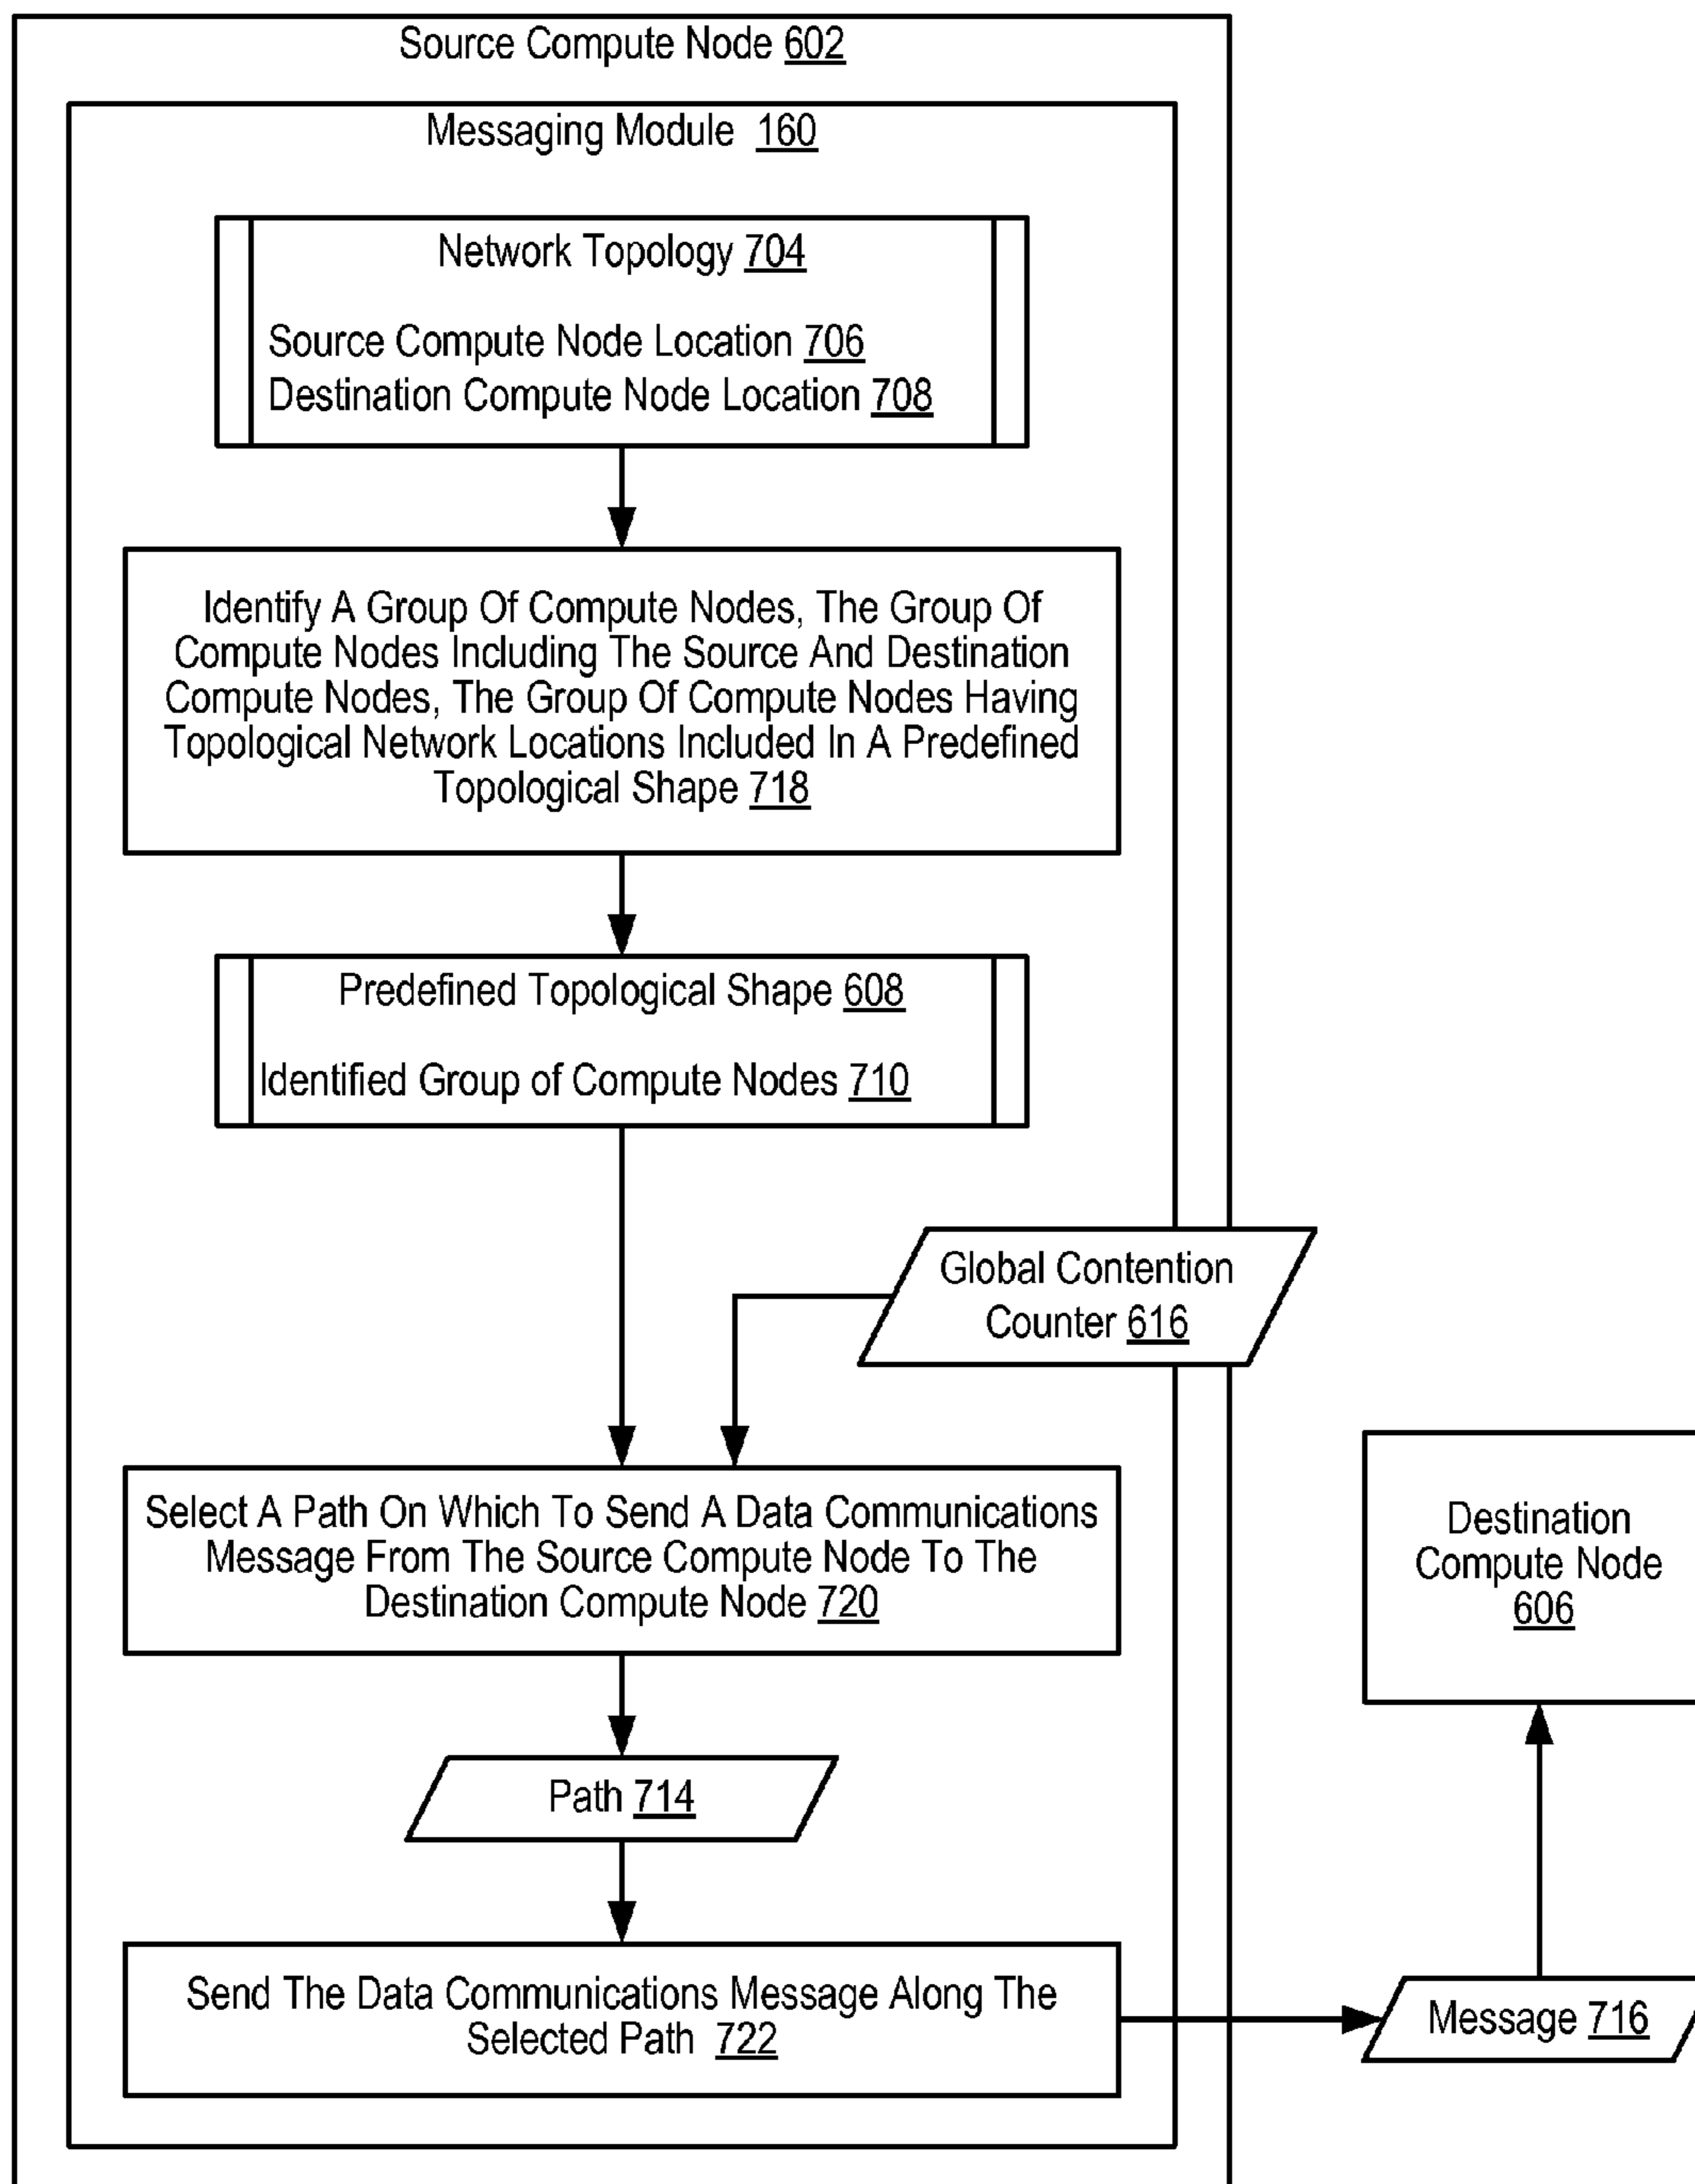 Source Compute Node 602
Messaging Module 160
Network Topology 704
Source Compute Node Location 706
Destination Compute Node Location 708
Identify A Group Of Compute Nodes, The Group Of
Compute Nodes Including The Source And Destination
Compute Nodes, The Group Of Compute Nodes Having
Topological Network Locations Included In A Predefined
Topological Shape 718
Predefined Topological Shape 608
Identified Group of Compute Nodes 710
Global Contention
Counter 616
Select A Path On Which To Send A Data Communications
Message From The Source Compute Node To The
Destination Compute Node 720
Destination
Compute Node
606
Path 714
Send The Data Communications Message Along The
Selected Path 722
Message 716